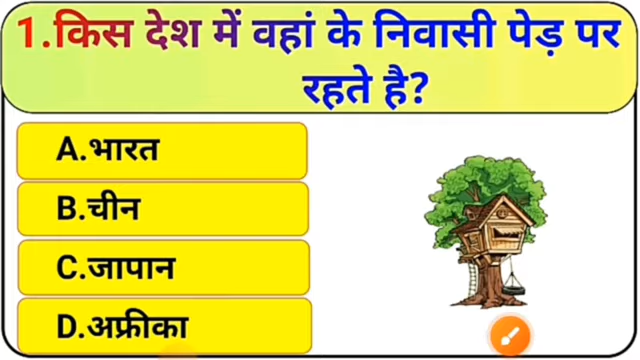 1.किस देश में वहां के निवासी पेड़ पर
रहते है?
A.भारत
B.चीन
C.जापान
D.अफ्रीका